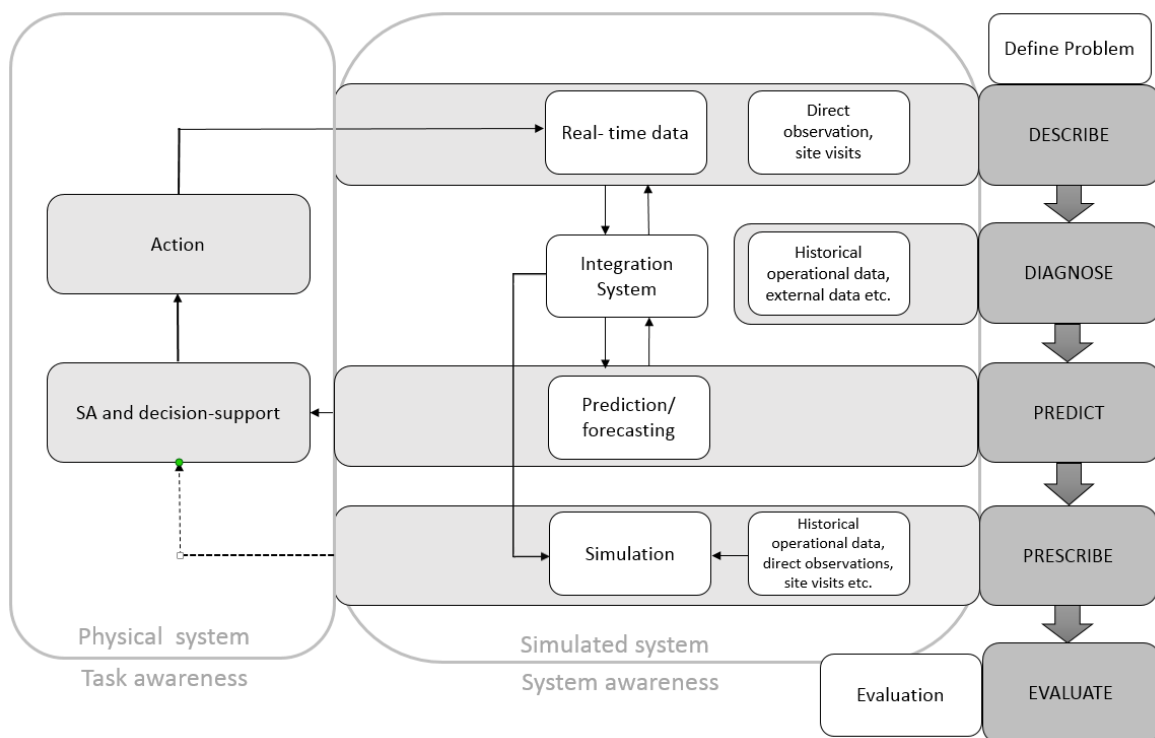 Define Problem
Real- time data
Direct
observation,
site visits
DESCRIBE
Action
Integration
System
Historical
operational data,
external data etc.
DIAGNOSE
SA and decision-support
Prediction/
forecasting
PREDICT
Simulation
Historical
operational data,
direct observations,
site visits etc.
PRESCRIBE
Physical system
Task awareness
Simulated system
System awareness
Evaluation
EVALUATE